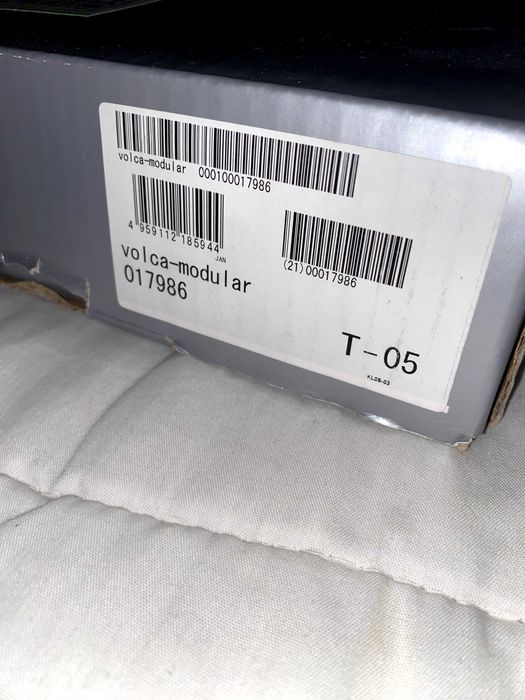 volca-modular 000100017986
4 959112 185944
JAN
(21)00017986
volca-modular
017986
T-05
KL08-03